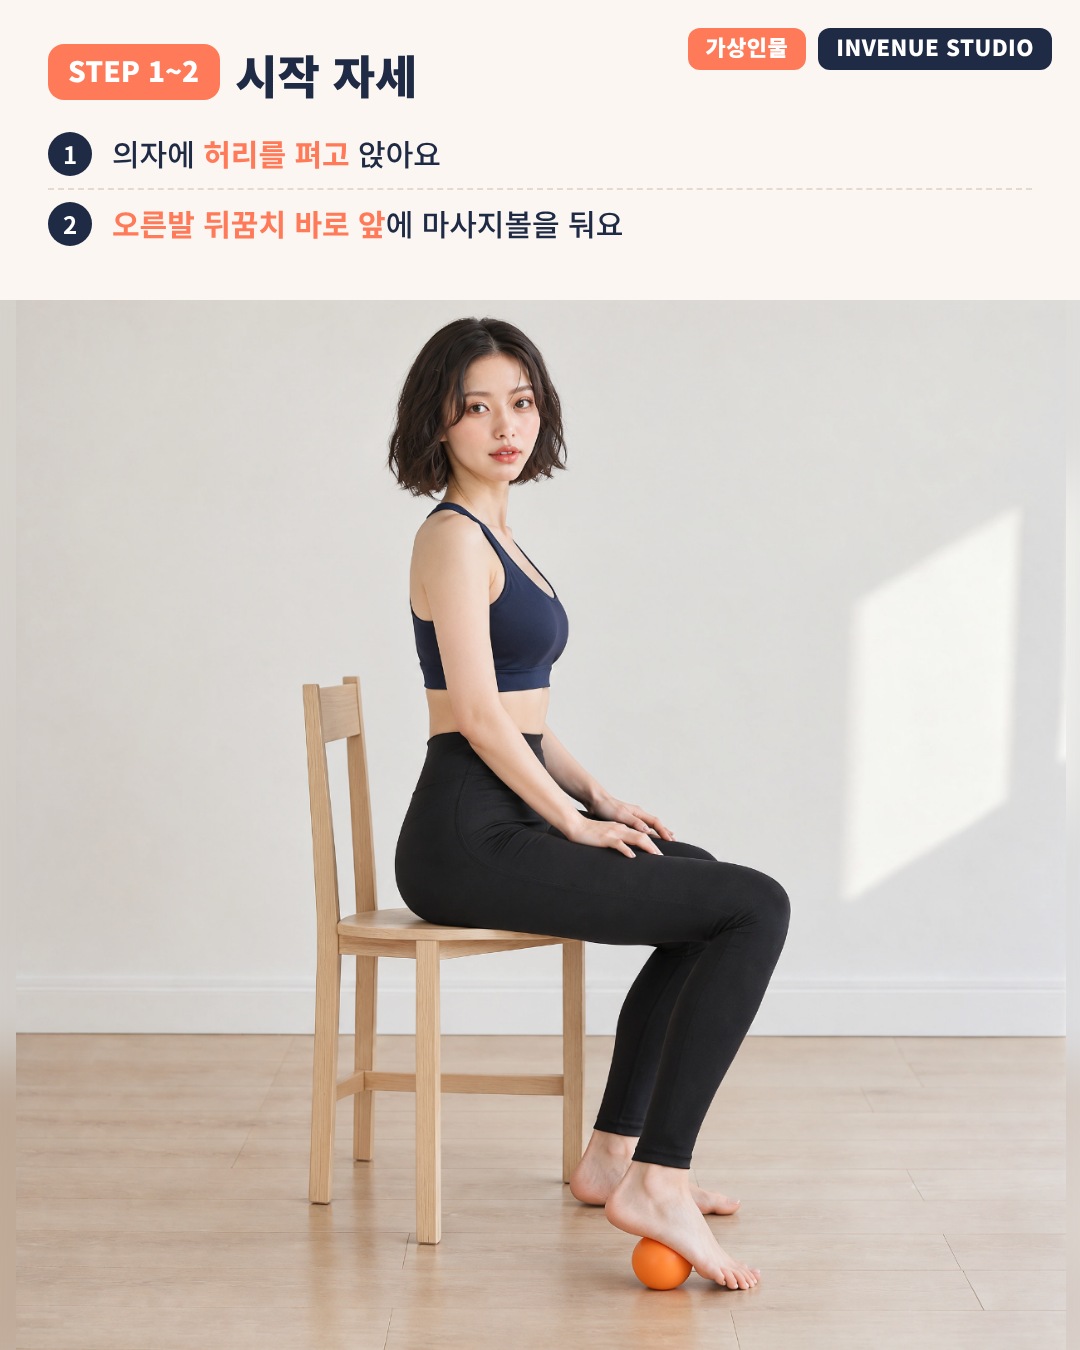 가상인물
INVENUE STUDIO
STEP 1~2
시작 자세
1 의자에 허리를 펴고 앉아요
2 오른발 뒤꿈치 바로 앞에 마사지볼을 둬요